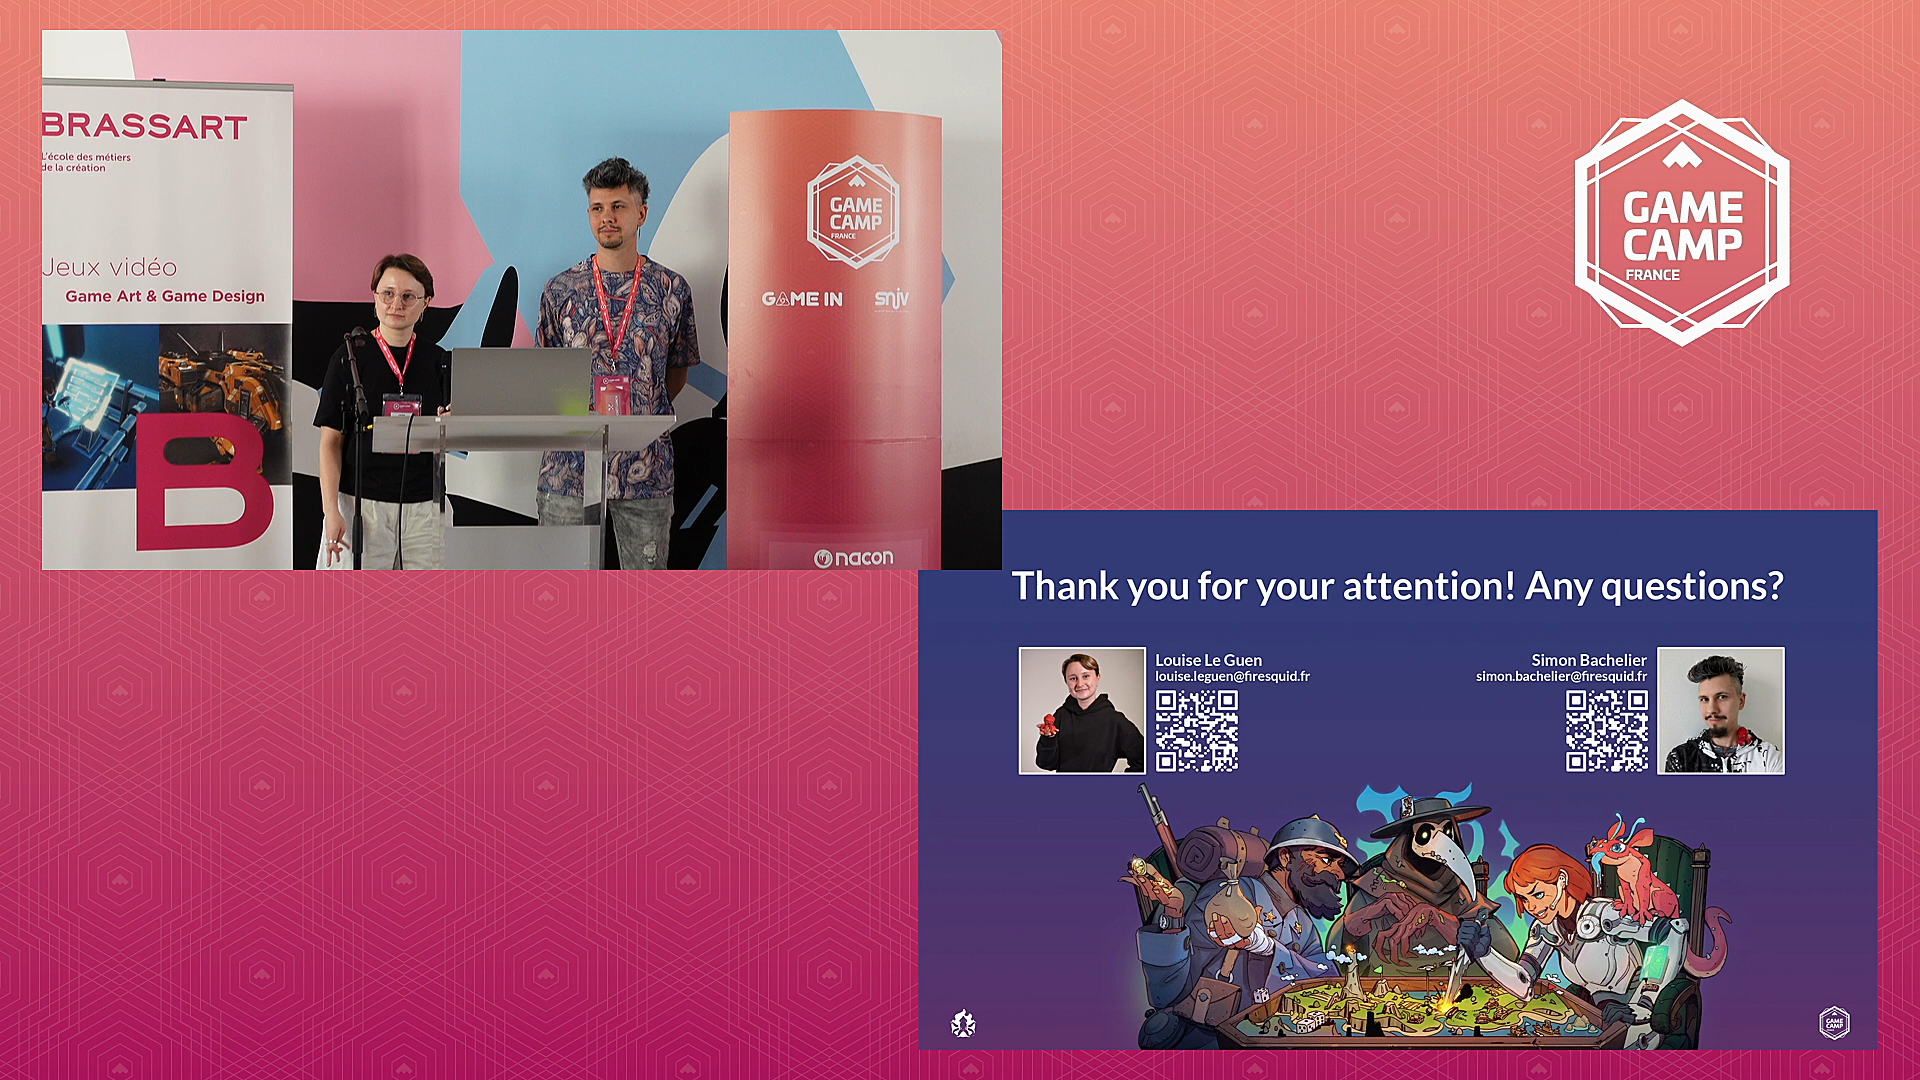 BRASSART
L'école des métiers
de la création
Jeux vidéo
Game Art & Game Design
B
GAME
CAMP
FRANCE
GAME IN
snjv
nacon
GAME
CAMP
FRANCE
Thank you for your attention! Any questions?
Louise Le Guen
louise.leguen@firesquid.fr
Simon Bachelier
simon.bachelier@firesquid.fr
GAME
CAMP